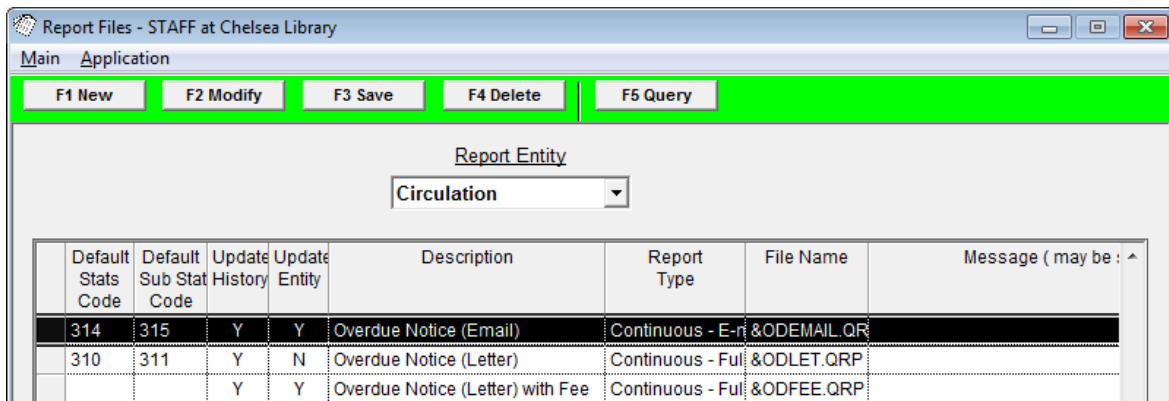 Report Files - STAFF at Chelsea Library
Main Application
F1 New F2 Modify F3 Save F4 Delete F5 Query
Report Entity
Circulation
Default Default Update Update Description Report File Name Message ( may be
Stats Sub Stat History Entity Type
Code Code
314 315 Y Y Overdue Notice (Email) Continuous - E- &ODEMAIL.QR
310 311 Y N Overdue Notice (Letter) Continuous - Ful &ODLET.QRP
Y Y Overdue Notice (Letter) with Fee Continuous - Ful &ODFEE.QRP